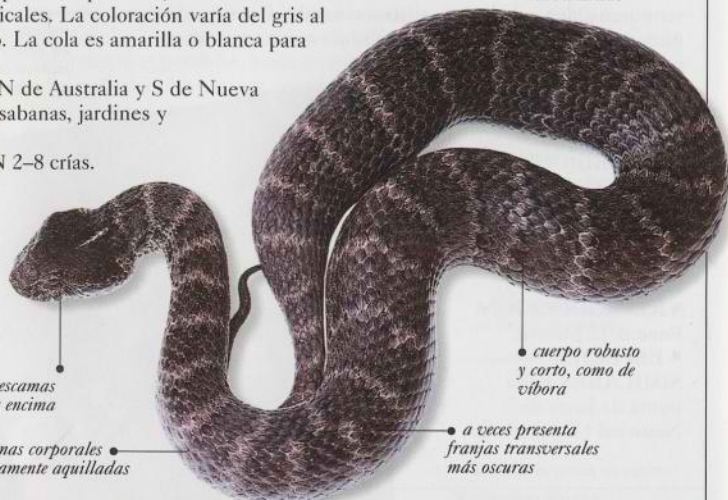 icales. La coloración varía del gris al
. La cola es amarilla o blanca para
N de Australia y S de Nueva
sabanas, jardines y
N 2–8 crías.
escamas
encima
cuerpo robusto
y corto, como de
víbora
mas corporales
amente aquilladas
a veces presenta
franjas transversales
más oscuras